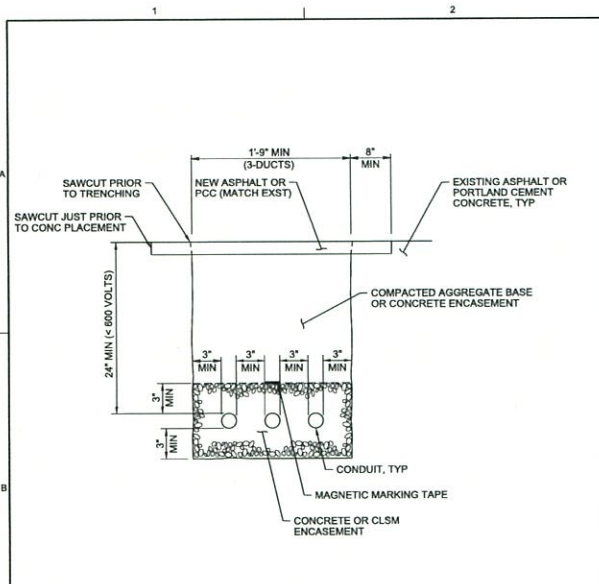 1
2
A
B
1'-9" MIN
(3-DUCTS)
8"
MIN
SAWCUT PRIOR
TO TRENCHING
NEW ASPHALT OR
PCC (MATCH EXST)
EXISTING ASPHALT OR
PORTLAND CEMENT
CONCRETE, TYP
SAWCUT JUST PRIOR
TO CONC PLACEMENT
24" MIN (< 600 VOLTS)
COMPACTED AGGREGATE BASE
OR CONCRETE ENCASEMENT
3"
MIN
3"
MIN
3"
MIN
3"
MIN
3"
MIN
3"
MIN
CONDUIT, TYP
MAGNETIC MARKING TAPE
CONCRETE OR CLSM
ENCASEMENT